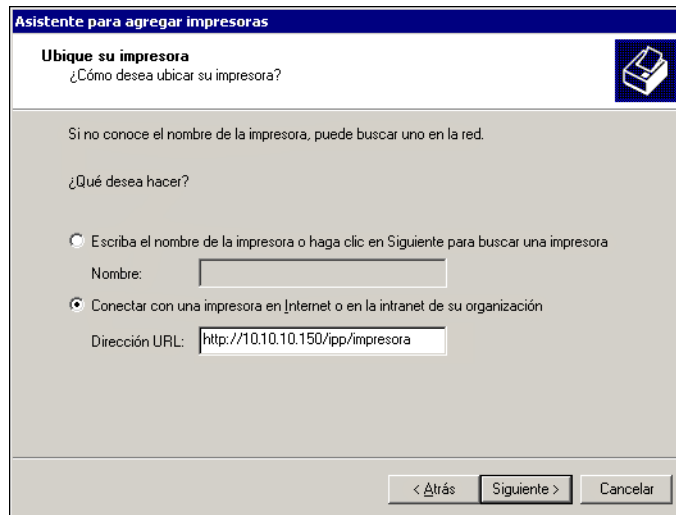 Asistente para agregar impresoras
Ubique su impresora
¿Cómo desea ubicar su impresora?
Si no conoce el nombre de la impresora, puede buscar uno en la red.
¿Qué desea hacer?
Escriba el nombre de la impresora o haga clic en Siguiente para buscar una impresora
Nombre:
Conectar con una impresora en Internet o en la intranet de su organización
Dirección URL: http://10.10.10.150/ipp/impresora
< Atrás Siguiente > Cancelar